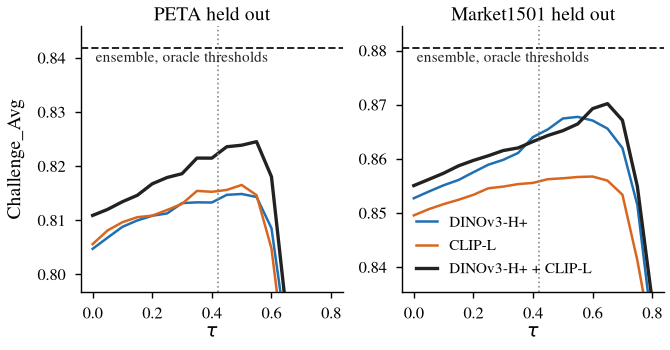 PETA held out
Challenge_Avg
0.84
0.83
0.82
0.81
0.80
ensemble, oracle thresholds
0.0 0.2 0.4 0.6 0.8
τ
Market1501 held out
0.88
0.87
0.86
0.85
0.84
ensemble, oracle thresholds
DINOv3-H+
CLIP-L
DINOv3-H+ + CLIP-L
0.0 0.2 0.4 0.6 0.8
τ